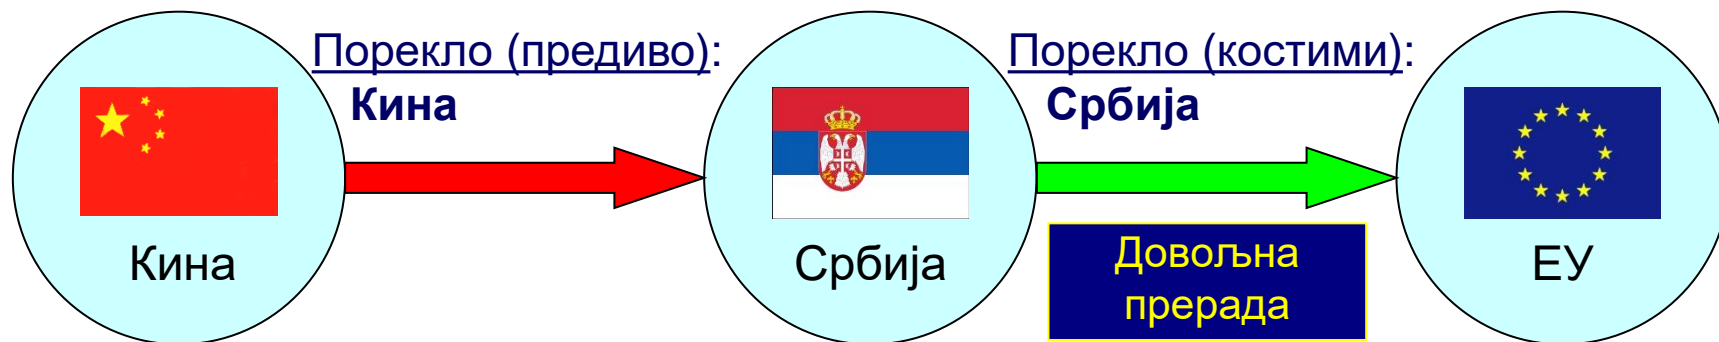 Порекло (предиво):
Кина
Порекло (костими):
Србија
Кина
Србија
Довољна
прерада
ЕУ